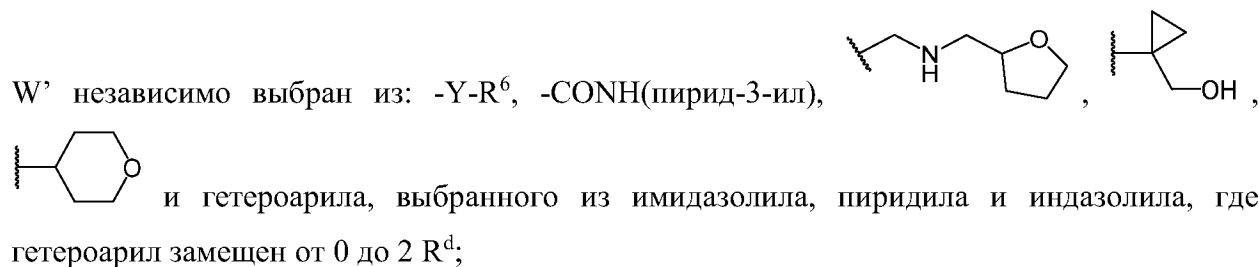 W’ независимо выбран из: -Y-R⁶, -CONH(пирид-3-ил), N H O , OH ,
O и гетероарила, выбранного из имидазолила, пиридила и индазолила, где
гетероарил замещен от 0 до 2 Rᵈ;